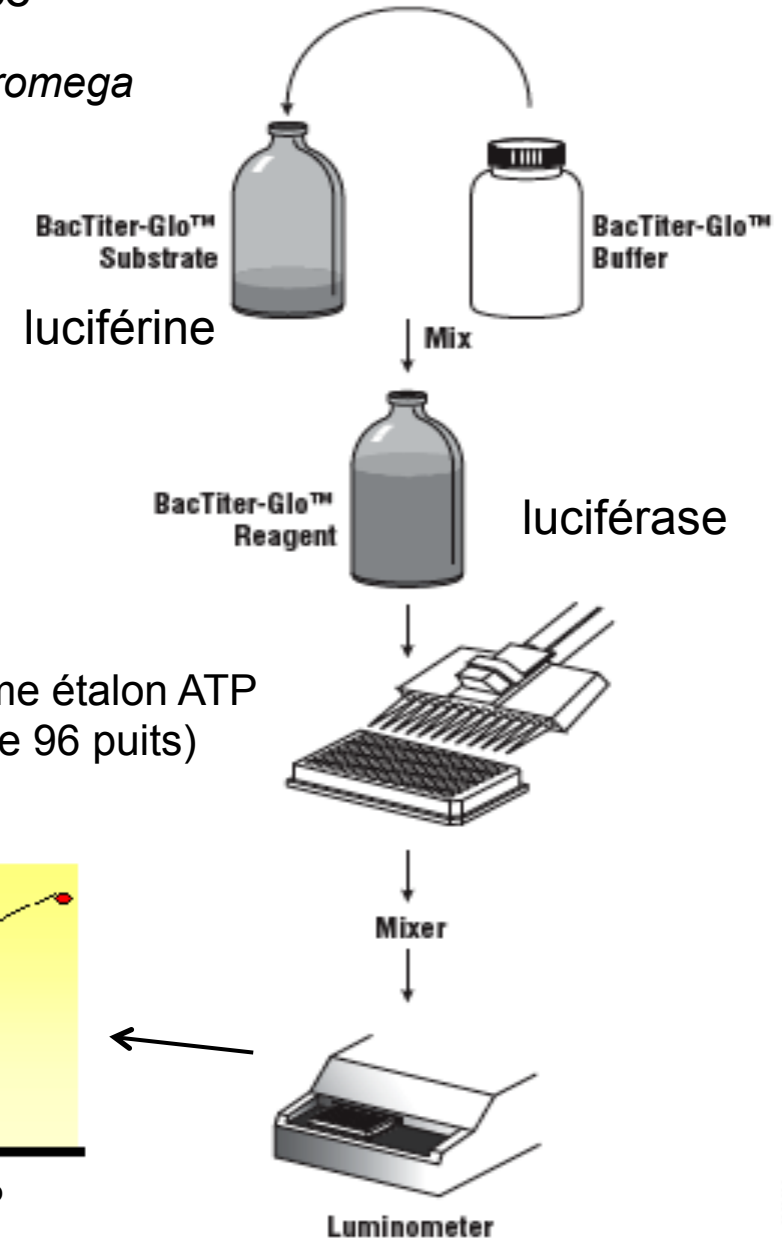 romega
BacTiter-Glo™
Substrate
BacTiter-Glo™
Buffer
luciférine
Mix
BacTiter-Glo™
Reagent
luciférase
me étalon ATP
e 96 puits)
Mixer
Luminometer